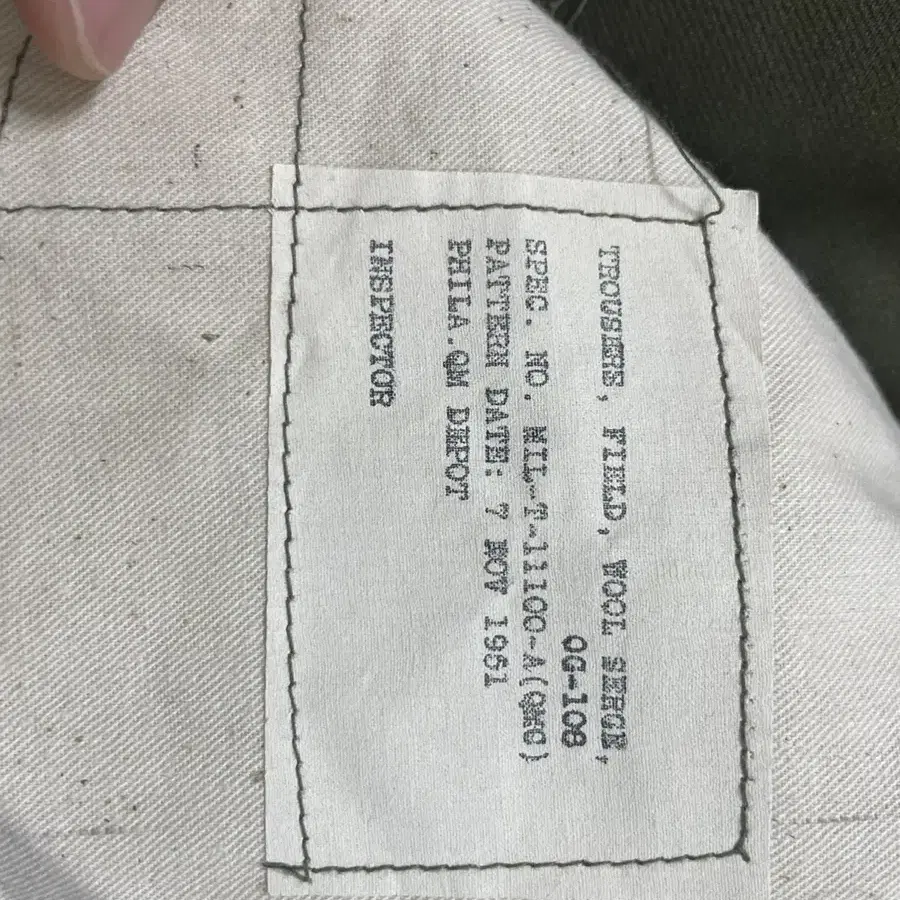 TROUSERS, FIELD, WOOL SERGE,
OG-108
SPEC. NO. MIL-T-11100-A(QMG)
PATTERN DATE: 7 NOV 1951
PHILA.QM DEPOT
INSPECTOR